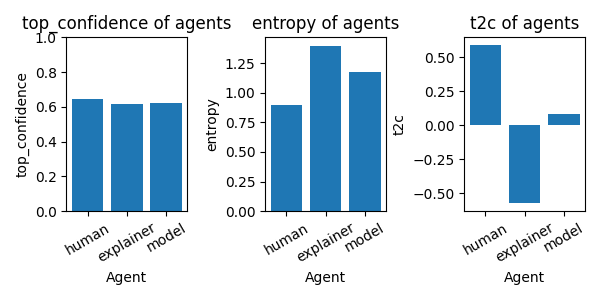 top_confidence of agents
top_confidence
1.0
0.8
0.6
0.4
0.2
0.0
human
explainer
model
Agent
entropy of agents
entropy
1.25
1.00
0.75
0.50
0.25
0.00
human
explainer
model
Agent
t2c of agents
t2c
0.50
0.25
0.00
−0.25
−0.50
human
explainer
model
Agent